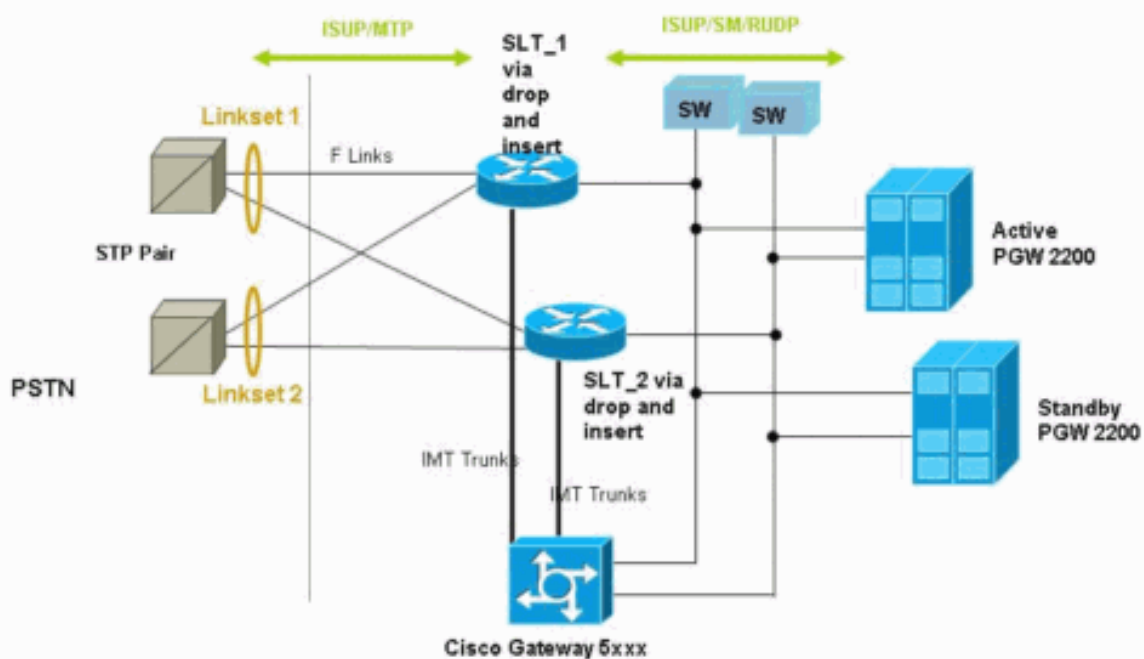 ISUP/MTP
ISUP/SM/RUDP
SLT_1
via
drop
and
insert
SW
SW
Linkset 1
F Links
STP Pair
Active
PGW 2200
Linkset 2
PSTN
SLT_2 via
drop and
insert
Standby
PGW 2200
IMT Trunks
IMT Trunks
Cisco Gateway 5xxx